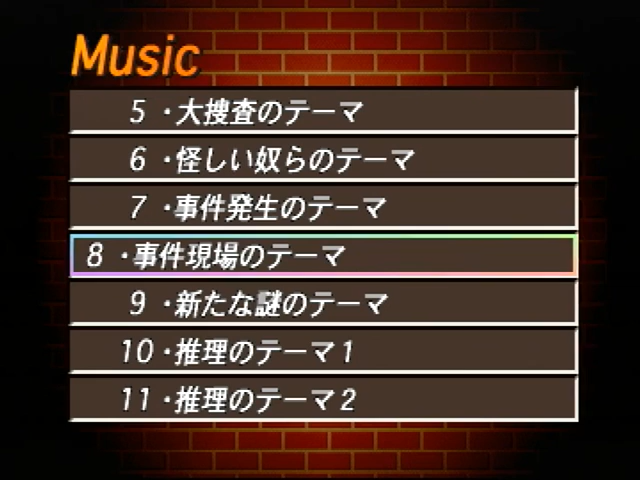 Music
5 ・大捜査のテーマ
6 ・怪しい奴らのテーマ
7 ・事件発生のテーマ
8 ・事件現場のテーマ
9 ・新たな謎のテーマ
10 ・推理のテーマ1
11 ・推理のテーマ2